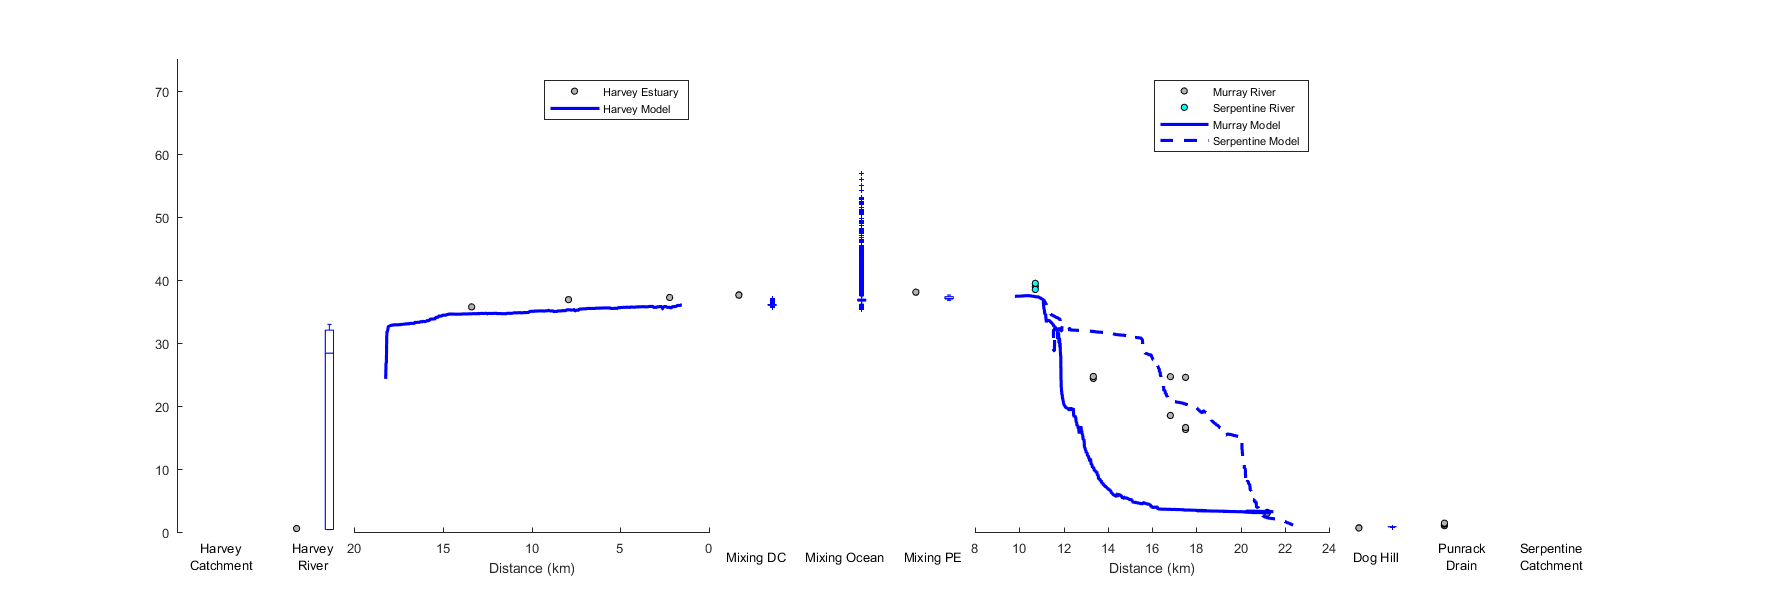 Harvey Estuary
Harvey Model
Murray River
Serpentine River
Murray Model
Serpentine Model
70
60
50
40
30
20
10
0
20 15 10 5 0
8 10 12 14 16 18 20 22 24
Harvey
Catchment
Harvey
River
Distance (km)
Mixing DC
Mixing Ocean
Mixing PE
Distance (km)
Dog Hill
Punrack
Drain
Serpentine
Catchment